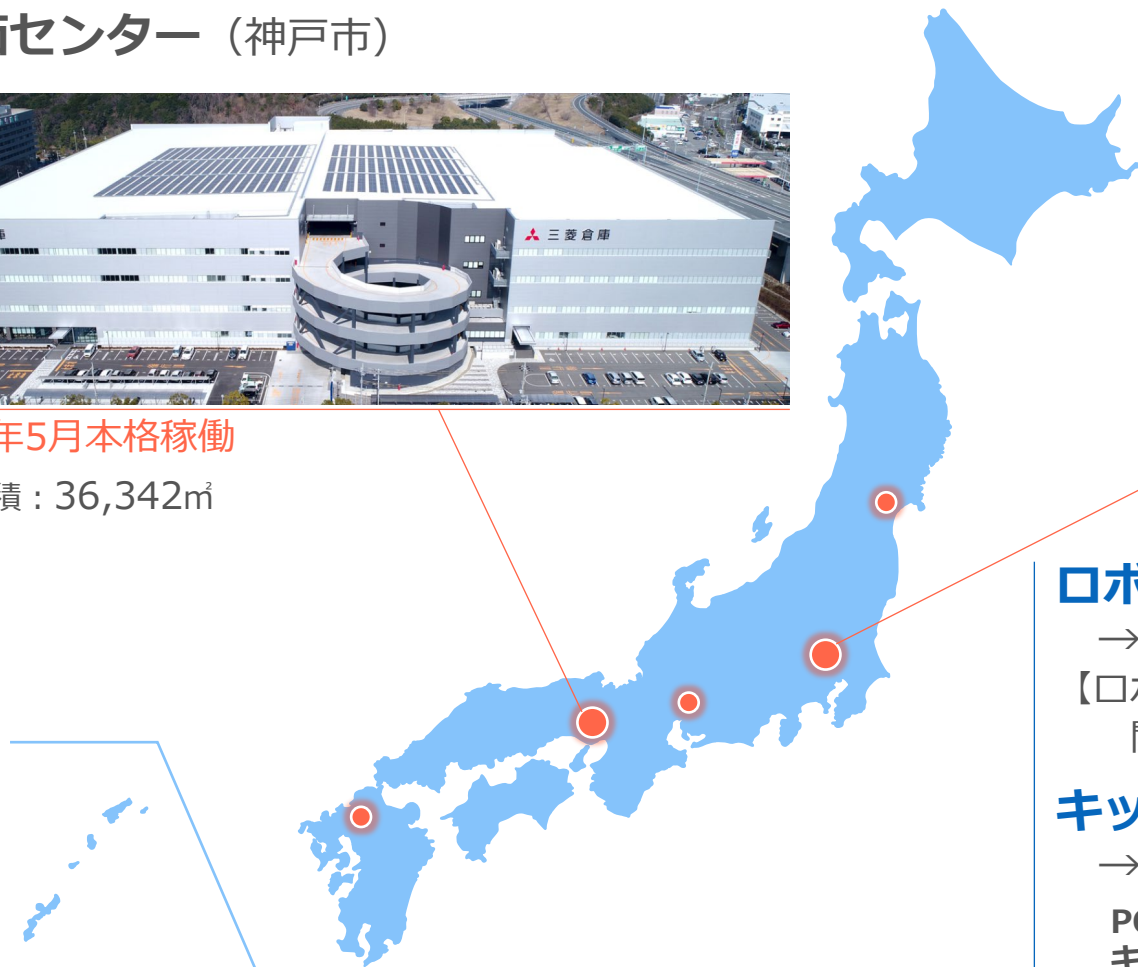 センター（神戸市）
三菱倉庫
年5月本格稼働
積：36,342㎡
ロボ
→
【ロボ
キッ
→
PC
キ